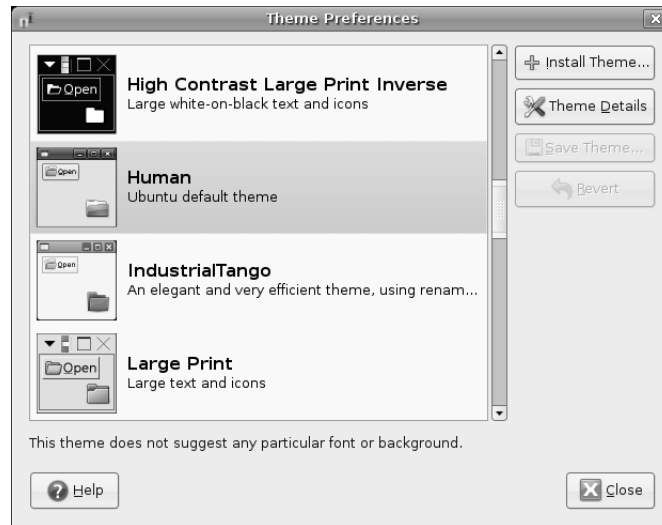 Theme Preferences
Open
High Contrast Large Print Inverse
Large white-on-black text and icons
Open
Human
Ubuntu default theme
Open
IndustrialTango
An elegant and very efficient theme, using renam...
Open
Large Print
Large text and icons
Install Theme...
Theme Details
Save Theme...
Revert
This theme does not suggest any particular font or background.
Help
Close